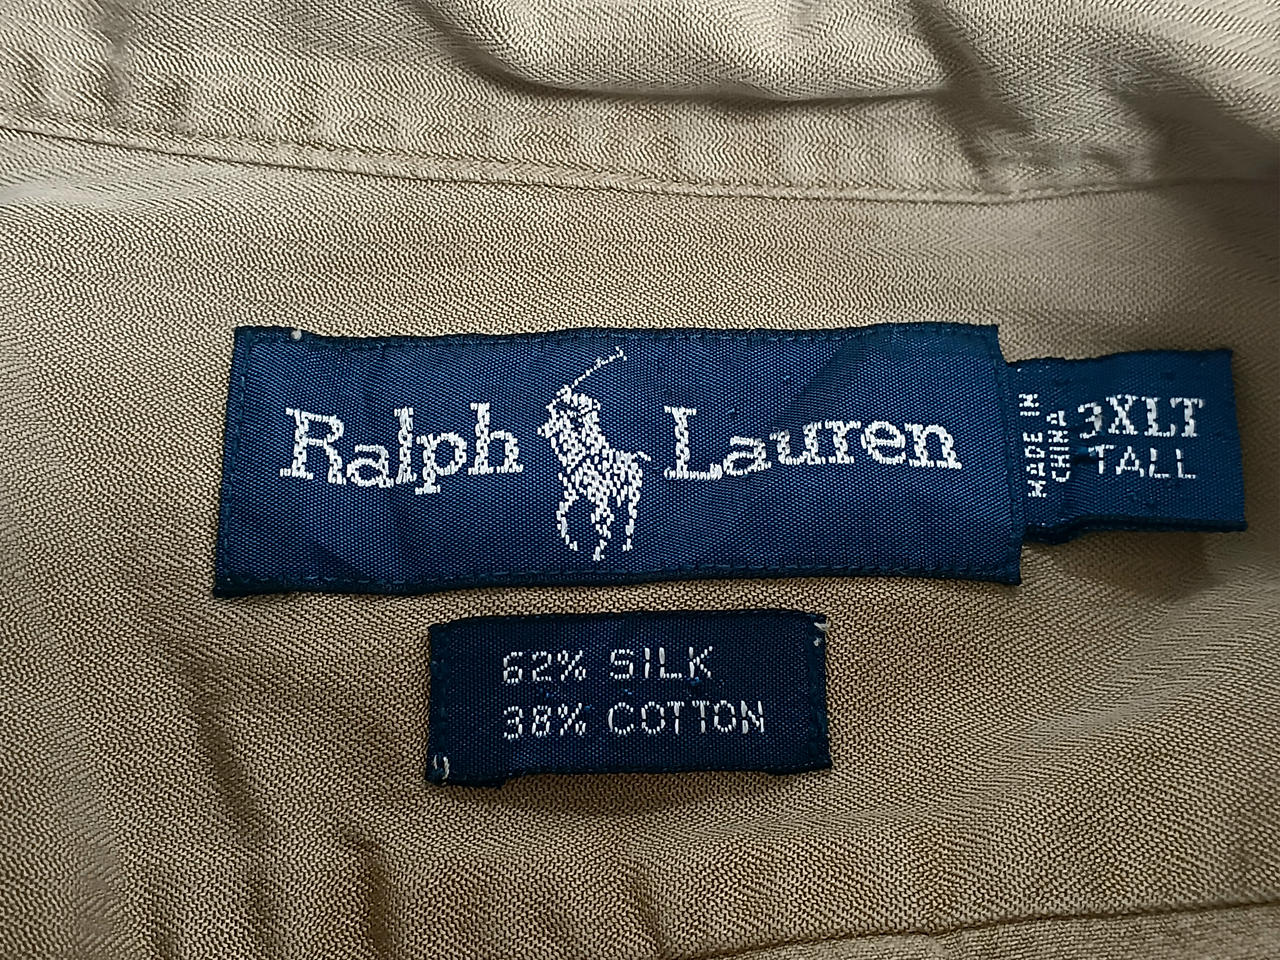 Ralph Lauren
MADE IN
CHINA
3XLT
TALL
62% SILK
38% COTTON